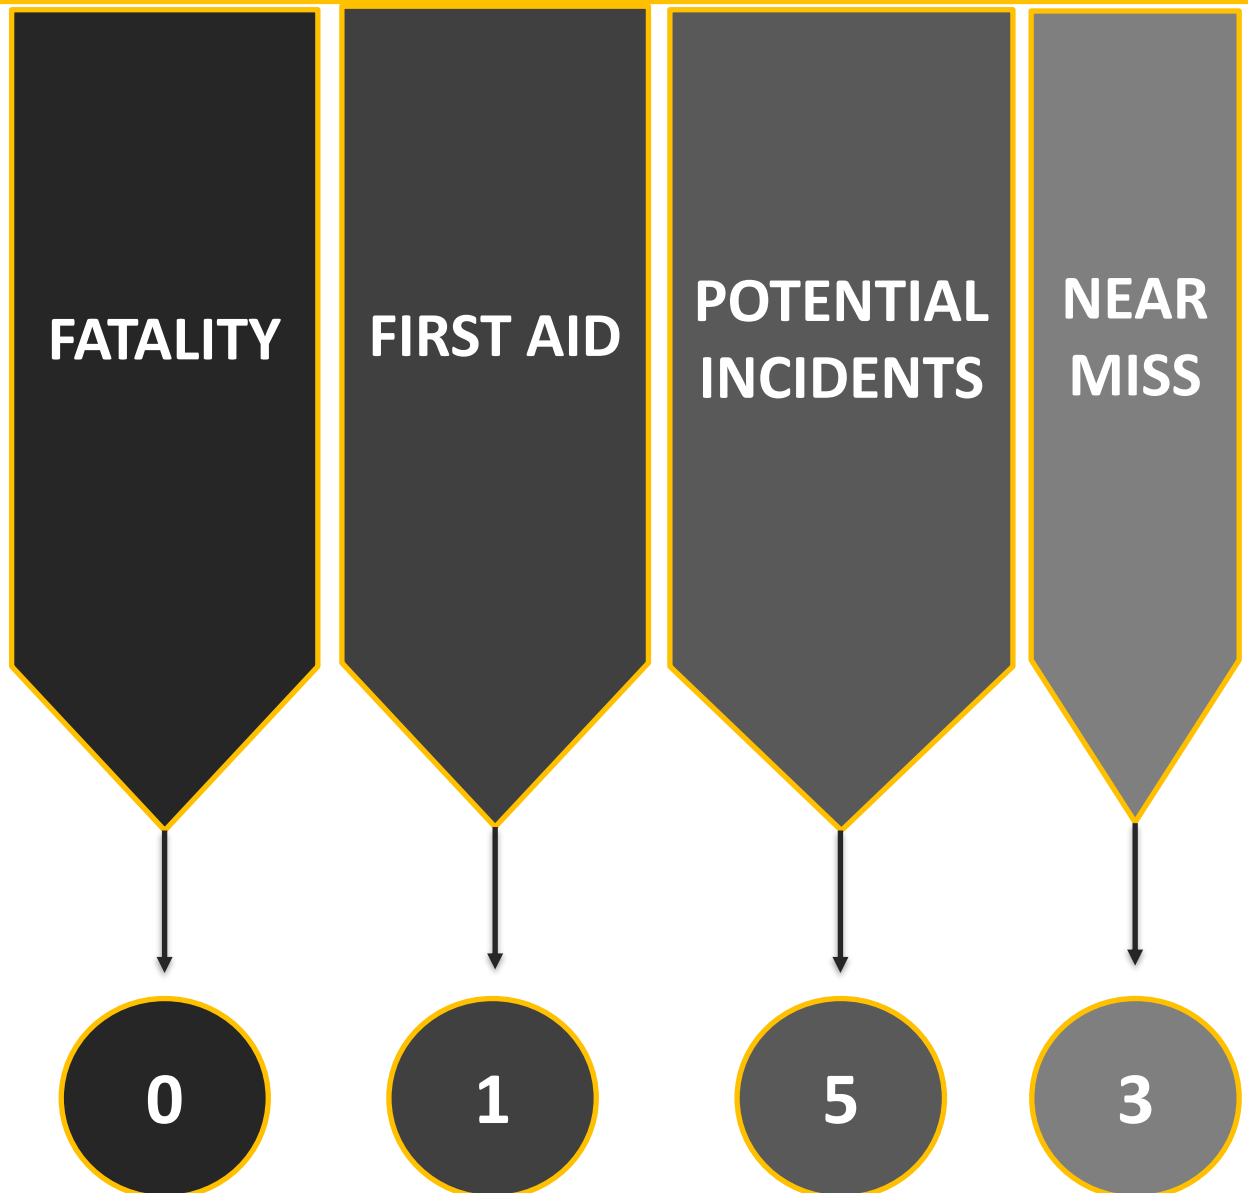 FATALITY
FIRST AID
POTENTIAL
INCIDENTS
NEAR
MISS
0
1
5
3